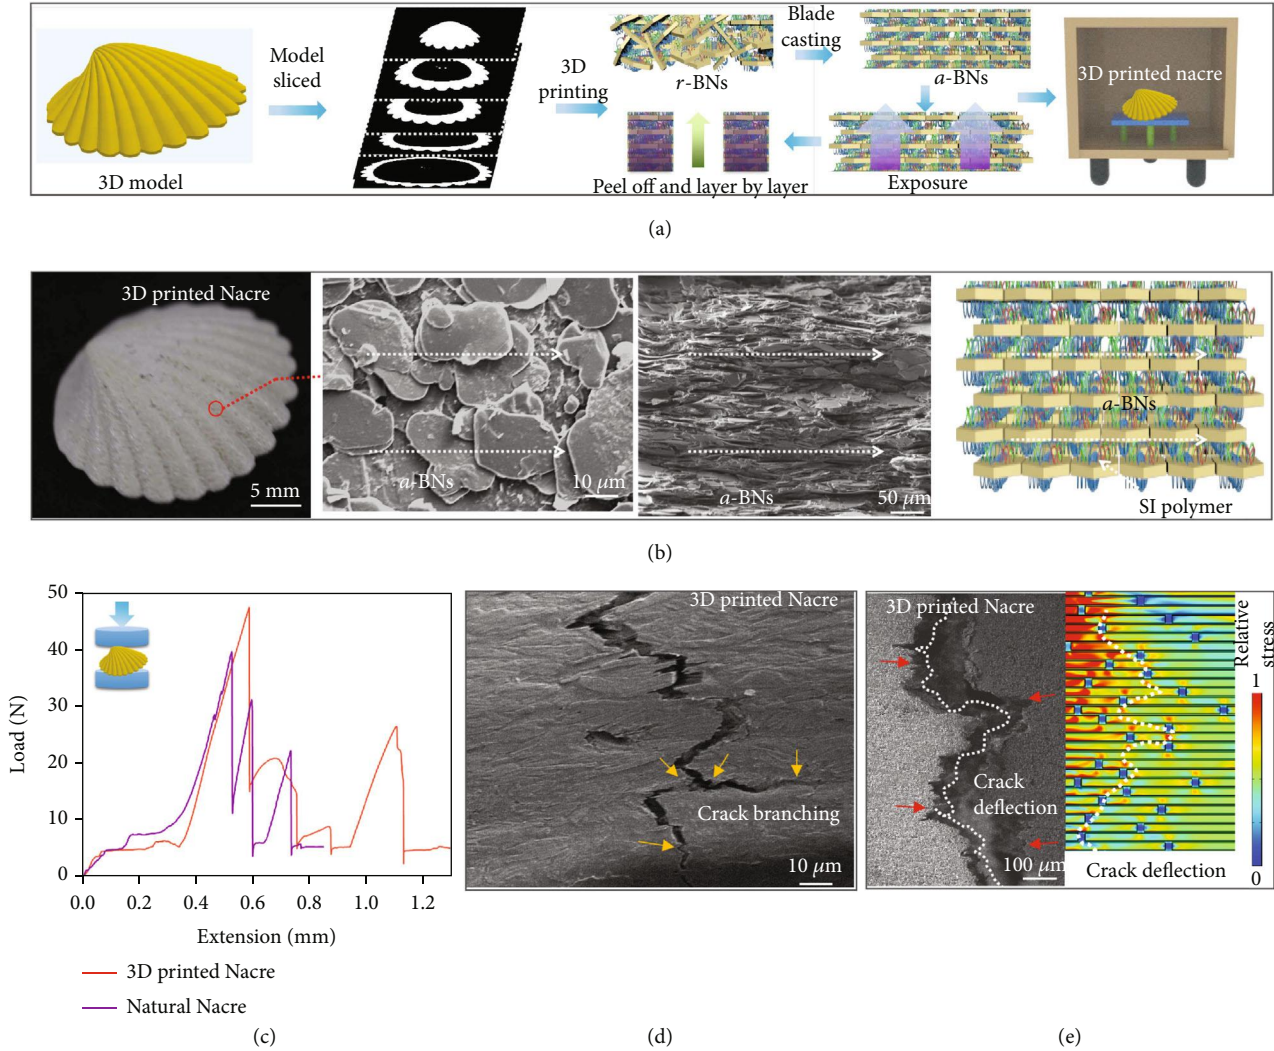 3D model
Model
sliced
3D
printing
r-BNs
Blade
casting
a-BNs
Peel off and layer by layer
Exposure
3D printed nacre
(a)
3D printed Nacre
5 mm
a-BNs
10 μm
a-BNs
50 μm
a-BNs
SI polymer
(b)
50
40
30
20
10
0
Load (N)
0.0
0.2
0.4
0.6
0.8
1.0
1.2
Extension (mm)
3D printed Nacre
Natural Nacre
(c)
3D printed Nacre
Crack branching
10 μm
(d)
3D printed Nacre
Crack
deflection
100 μm
Crack deflection
Relative
stress
1
0
(e)